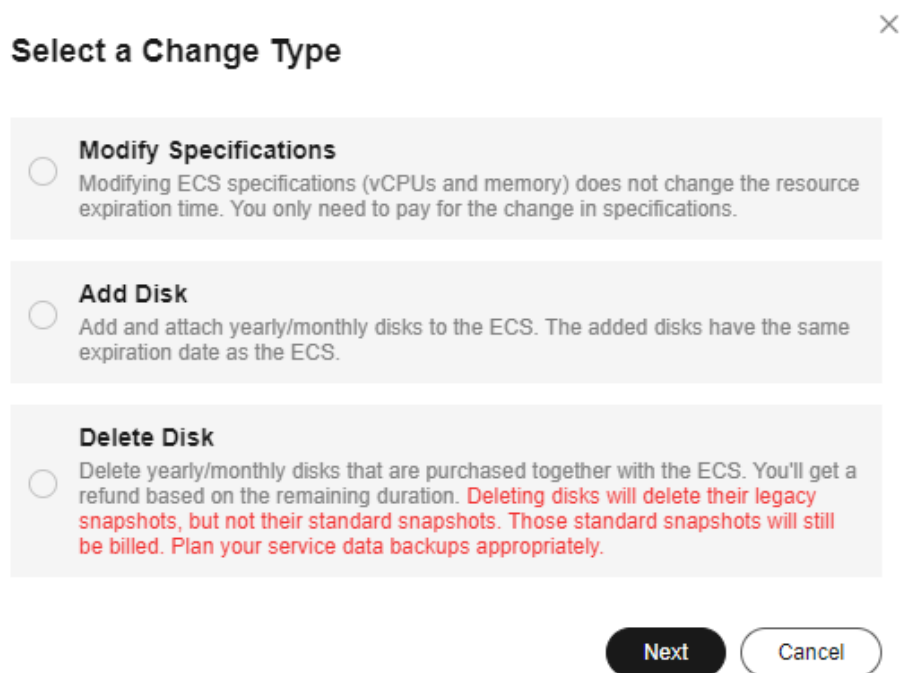 Select a Change Type
Modify Specifications
Modifying ECS specifications (vCPUs and memory) does not change the resource
expiration time. You only need to pay for the change in specifications.
Add Disk
Add and attach yearly/monthly disks to the ECS. The added disks have the same
expiration date as the ECS.
Delete Disk
Delete yearly/monthly disks that are purchased together with the ECS. You'll get a
refund based on the remaining duration. Deleting disks will delete their legacy
snapshots, but not their standard snapshots. Those standard snapshots will still
be billed. Plan your service data backups appropriately.
Next Cancel